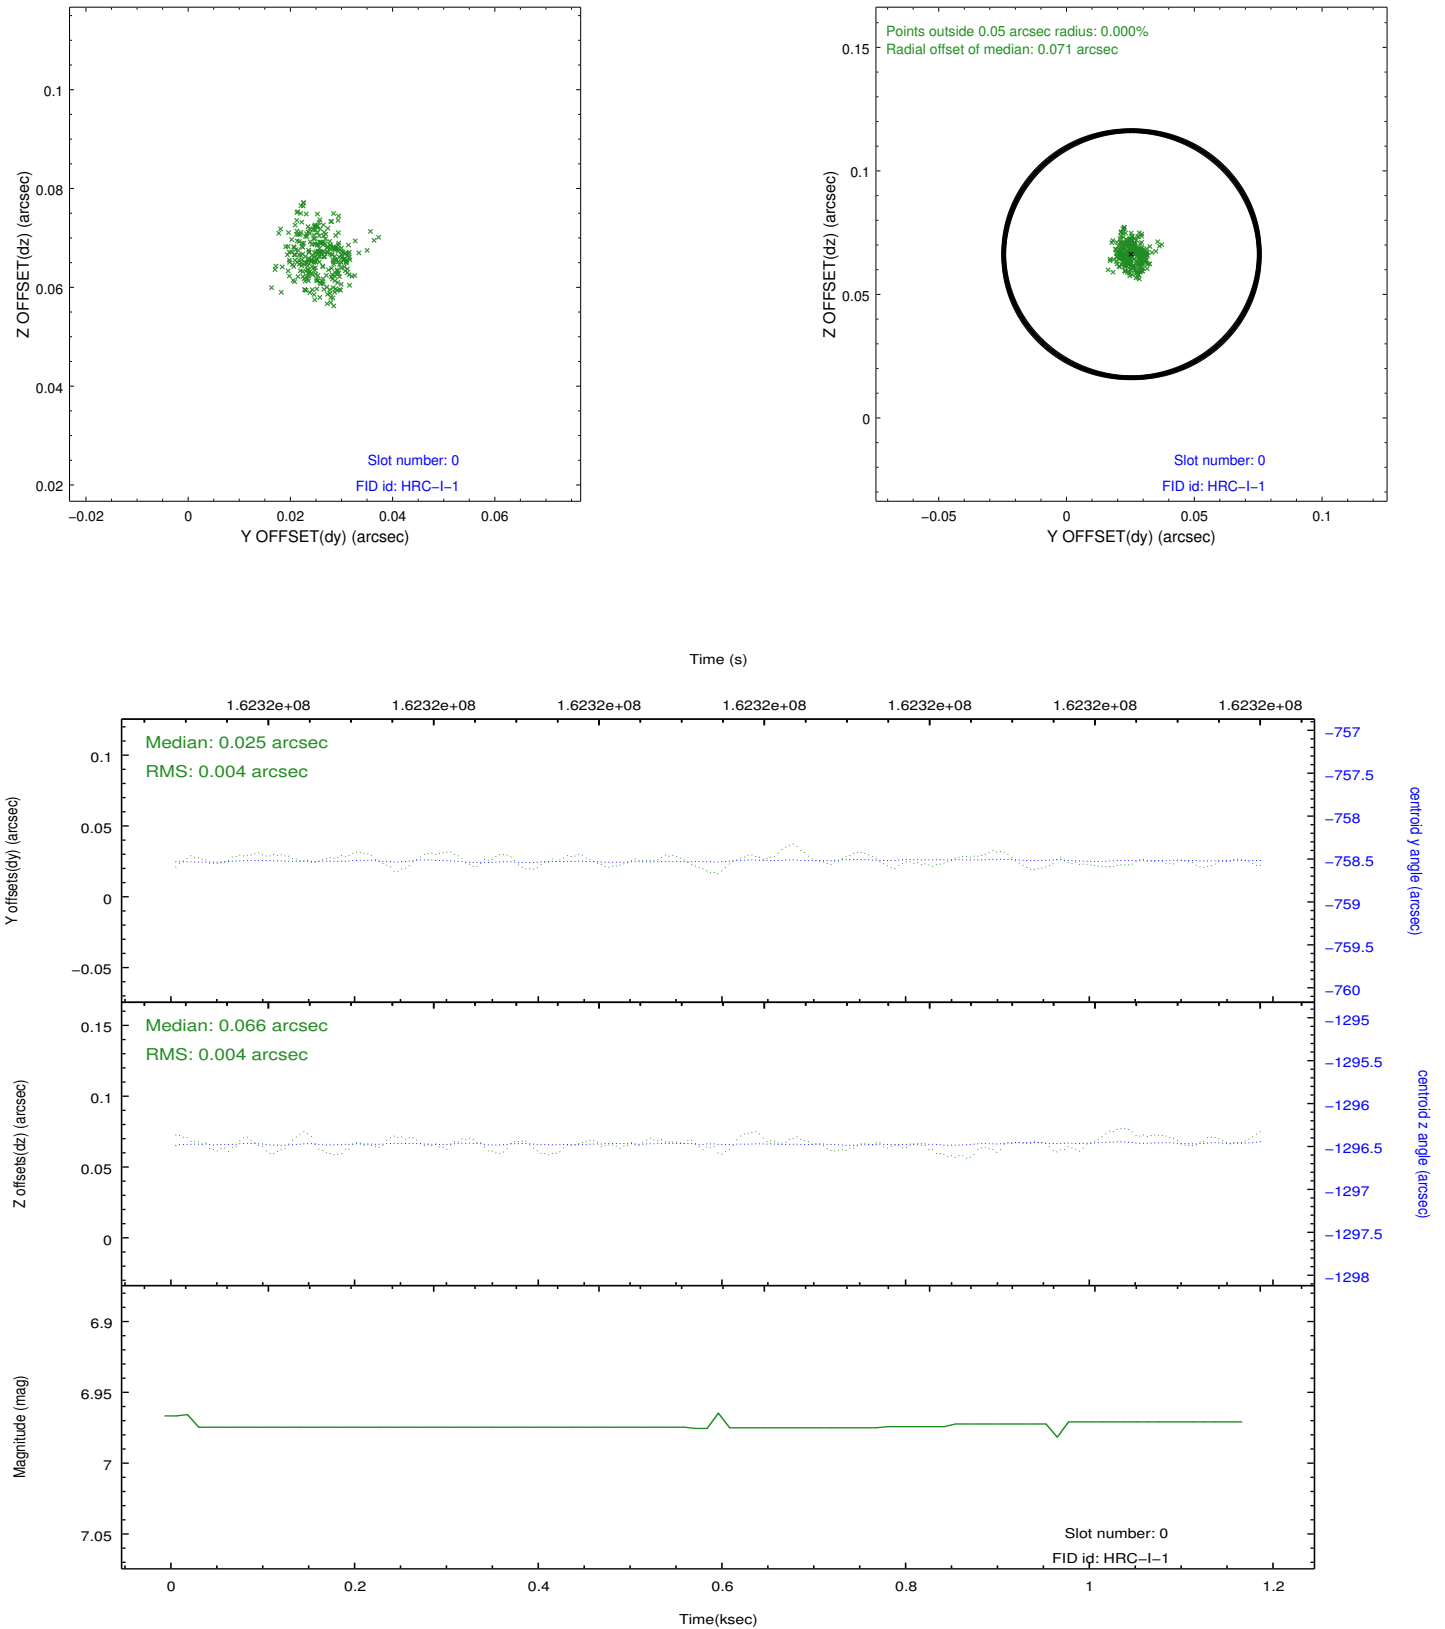 0.1
0.08
0.06
0.04
0.02
Z OFFSET(dz) (arcsec)
Slot number: 0
FID id: HRC−I−1
−0.02 0 0.02 0.04 0.06
Y OFFSET(dy) (arcsec)
Points outside 0.05 arcsec radius: 0.000%
Radial offset of median: 0.071 arcsec
0.15
0.1
0.05
0
Z OFFSET(dz) (arcsec)
Slot number: 0
FID id: HRC−I−1
−0.05 0 0.05 0.1
Y OFFSET(dy) (arcsec)
Time (s)
1.6232e+08 1.6232e+08 1.6232e+08 1.6232e+08 1.6232e+08 1.6232e+08 1.6232e+08
Median: 0.025 arcsec
RMS: 0.004 arcsec
0.1
0.05
0
−0.05
Y offsets(dy) (arcsec)
−757
−757.5
−758
−758.5
−759
−759.5
−760
centroid y angle (arcsec)
Median: 0.066 arcsec
RMS: 0.004 arcsec
0.15
0.1
0.05
0
Z offsets(dz) (arcsec)
−1295
−1295.5
−1296
−1296.5
−1297
−1297.5
−1298
centroid z angle (arcsec)
6.9
6.95
7
7.05
Magnitude (mag)
Slot number: 0
FID id: HRC−I−1
0 0.2 0.4 0.6 0.8 1 1.2
Time(ksec)